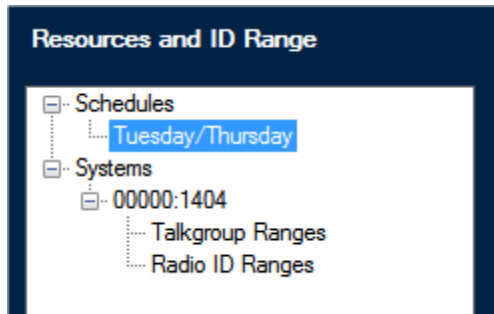 Resources and ID Range
Schedules
Tuesday/Thursday
Systems
00000:1404
Talkgroup Ranges
Radio ID Ranges